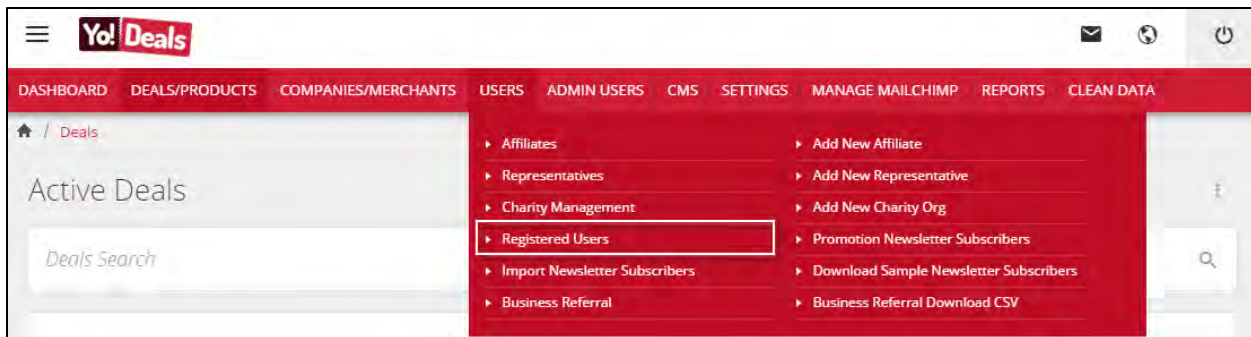 Yo! Deals
DASHBOARD DEALS/PRODUCTS COMPANIES/MERCHANTS USERS ADMIN USERS CMS SETTINGS MANAGE MAILCHIMP REPORTS CLEAN DATA
/ Deals
Active Deals
Deals Search
Affiliates Add New Affiliate
Representatives Add New Representative
Charity Management Add New Charity Org
Registered Users Promotion Newsletter Subscribers
Import Newsletter Subscribers Download Sample Newsletter Subscribers
Business Referral Business Referral Download CSV